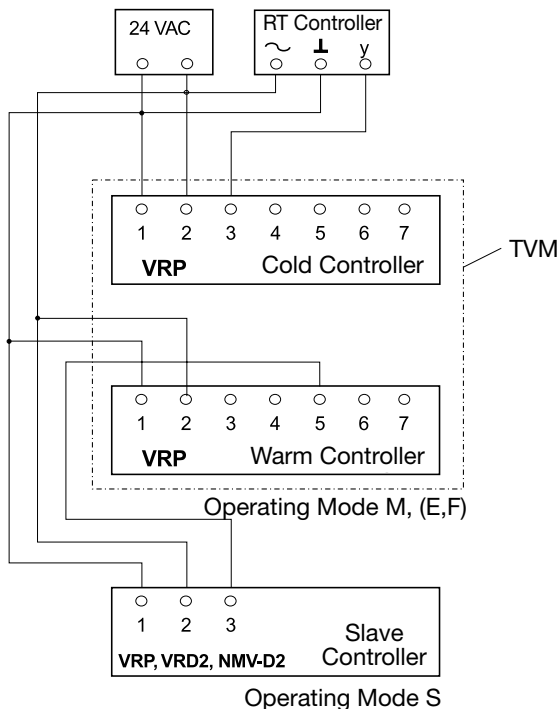 24 VAC
RT Controller
~ ⊥ y
1 2 3 4 5 6 7
VRP Cold Controller
TVM
1 2 3 4 5 6 7
VRP Warm Controller
Operating Mode M, (E,F)
1 2 3
Slave
Controller
VRP, VRD2, NMV-D2
Operating Mode S